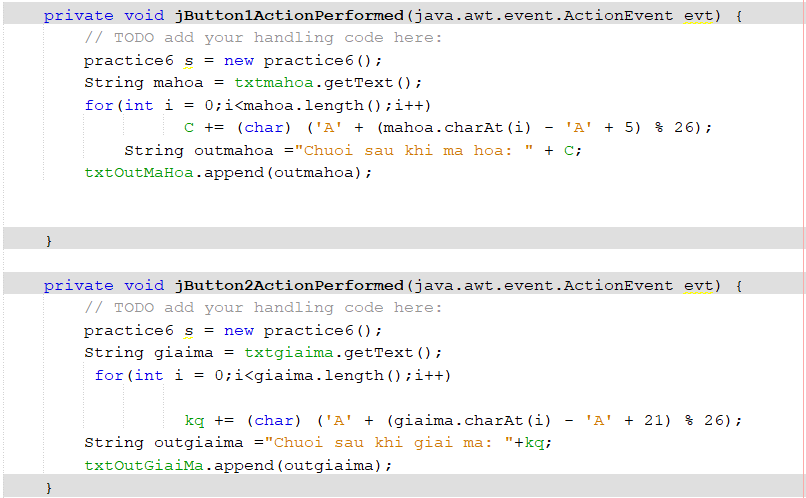 private void jButton1ActionPerformed(java.awt.event.ActionEvent evt) {
// TODO add your handling code here:
practice6 s = new practice6();
String mahoa = txtmahoa.getText();
for(int i = 0;i<mahoa.length();i++)
C += (char) ('A' + (mahoa.charAt(i) - 'A' + 5) % 26);
String outmahoa ="Chuoi sau khi ma hoa: " + C;
txtOutMaHoa.append(outmahoa);
}
private void jButton2ActionPerformed(java.awt.event.ActionEvent evt) {
// TODO add your handling code here:
practice6 s = new practice6();
String giaima = txtgiaima.getText();
for(int i = 0;i<giaima.length();i++)
kq += (char) ('A' + (giaima.charAt(i) - 'A' + 21) % 26);
String outgiaima ="Chuoi sau khi giai ma: "+kq;
txtOutGiaiMa.append(outgiaima);
}